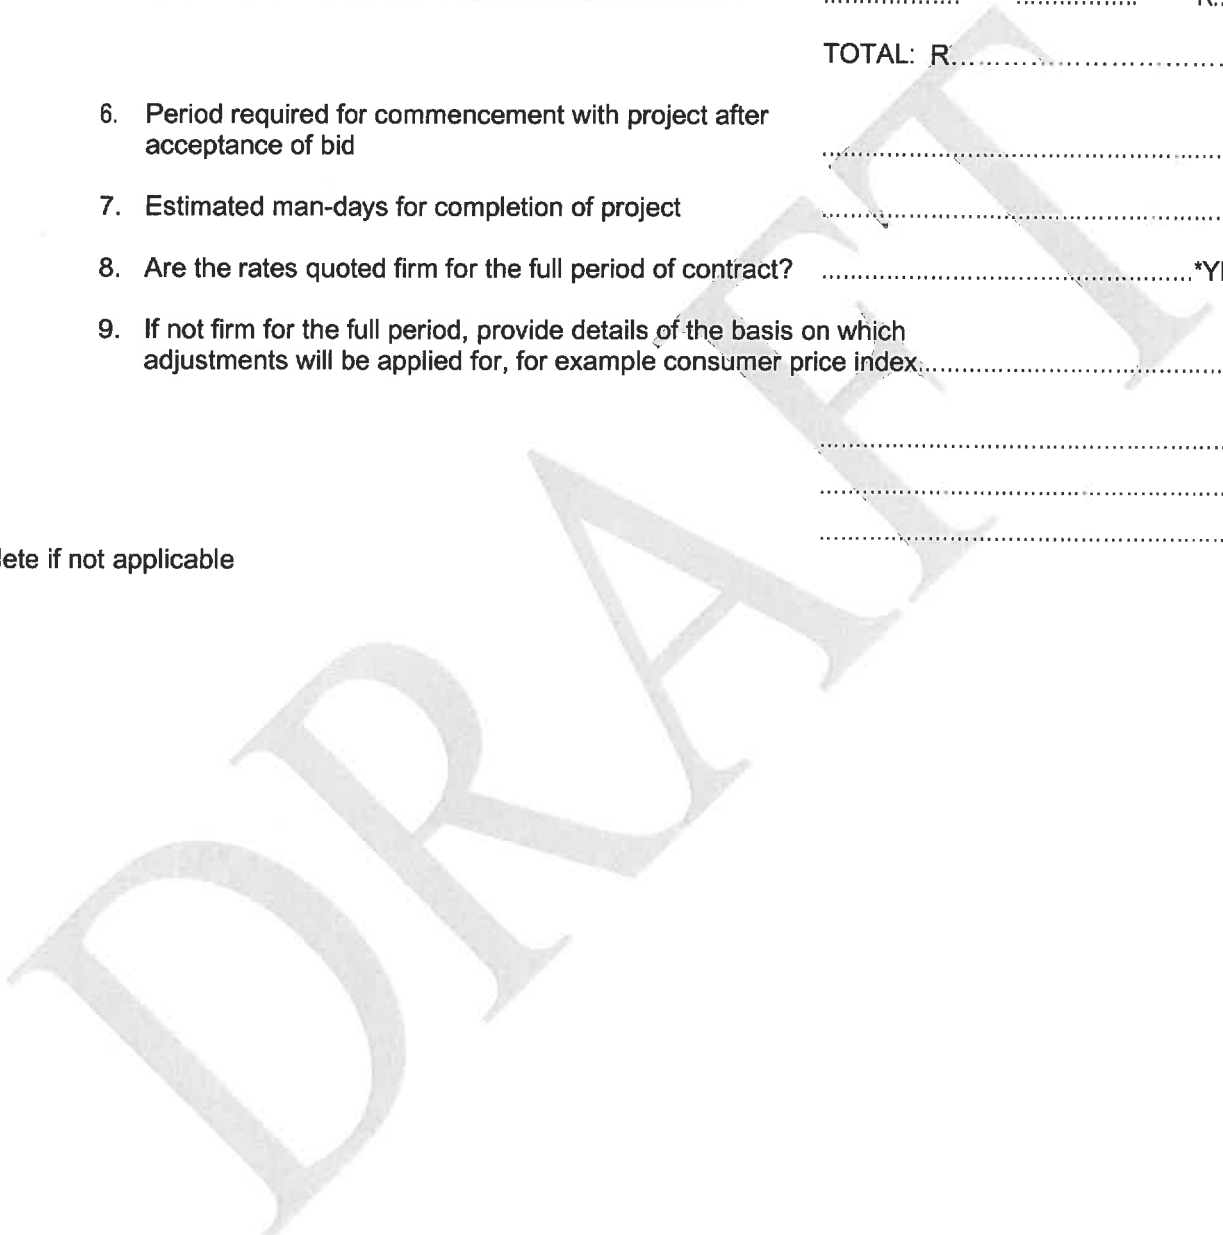 TOTAL: R..............................
6. Period required for commencement with project after
acceptance of bid ..............................
7. Estimated man-days for completion of project ..............................
8. Are the rates quoted firm for the full period of contract? ..............................
9. If not firm for the full period, provide details of the basis on which
adjustments will be applied for, for example consumer price index...............................
..............................
..............................
..............................
if not applicable
DRAFT